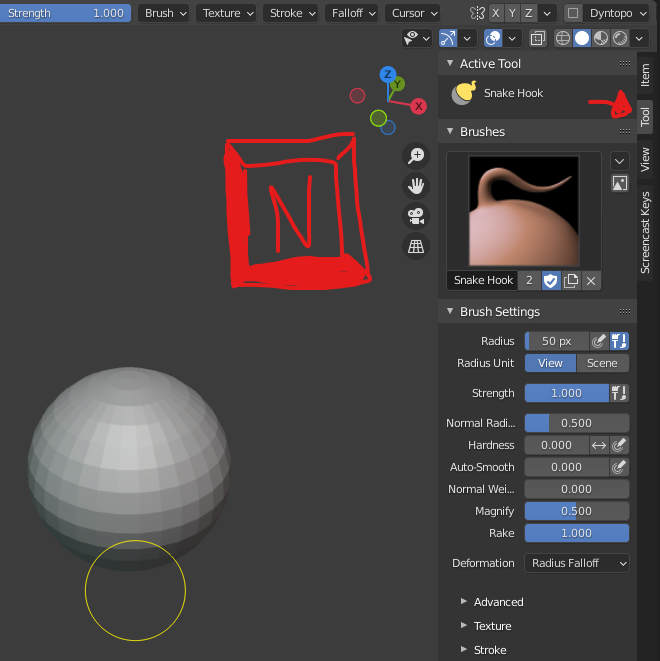 Strength 1.000 Brush Texture Stroke Falloff Cursor X Y Z Dyntopo
Active Tool
Snake Hook
Brushes
Snake Hook 2
Brush Settings
Radius 50 px
Radius Unit View Scene
Strength 1.000
Normal Radi... 0.500
Hardness 0.000
Auto-Smooth 0.000
Normal Wei... 0.000
Magnify 0.500
Rake 1.000
Deformation Radius Falloff
Advanced
Texture
Stroke
Item
Tool
View
Screencast Keys
Z
Y
X
N